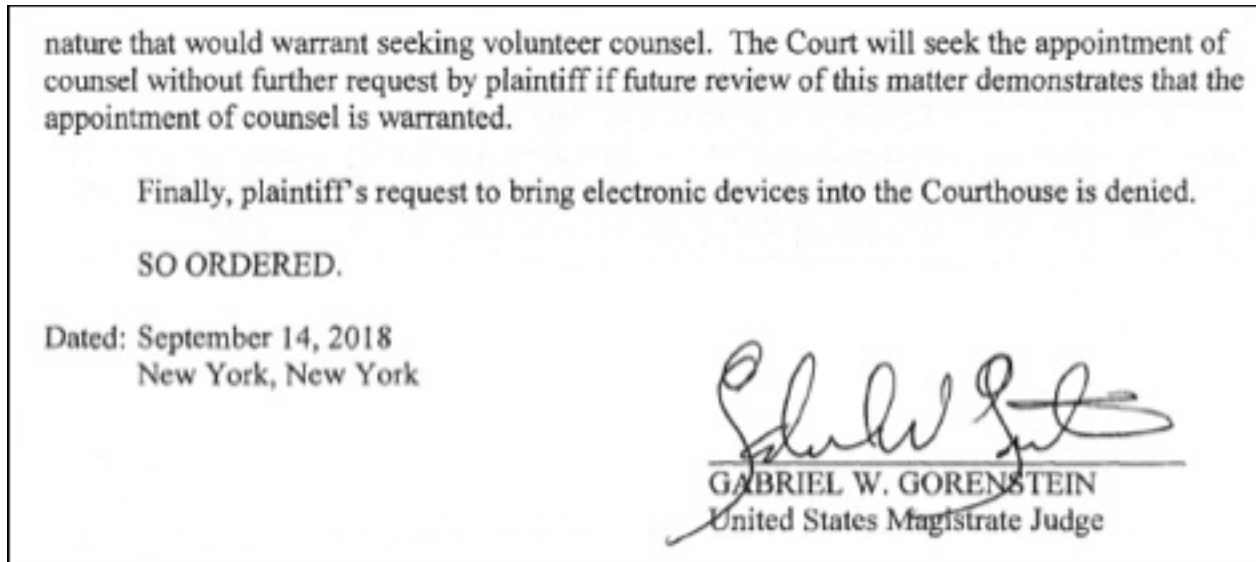 nature that would warrant seeking volunteer counsel.  The Court will seek the appointment of
counsel without further request by plaintiff if future review of this matter demonstrates that the
appointment of counsel is warranted.
Finally, plaintiff's request to bring electronic devices into the Courthouse is denied.
SO ORDERED.
Dated: September 14, 2018
New York, New York
GABRIEL W. GORENSTEIN
United States Magistrate Judge